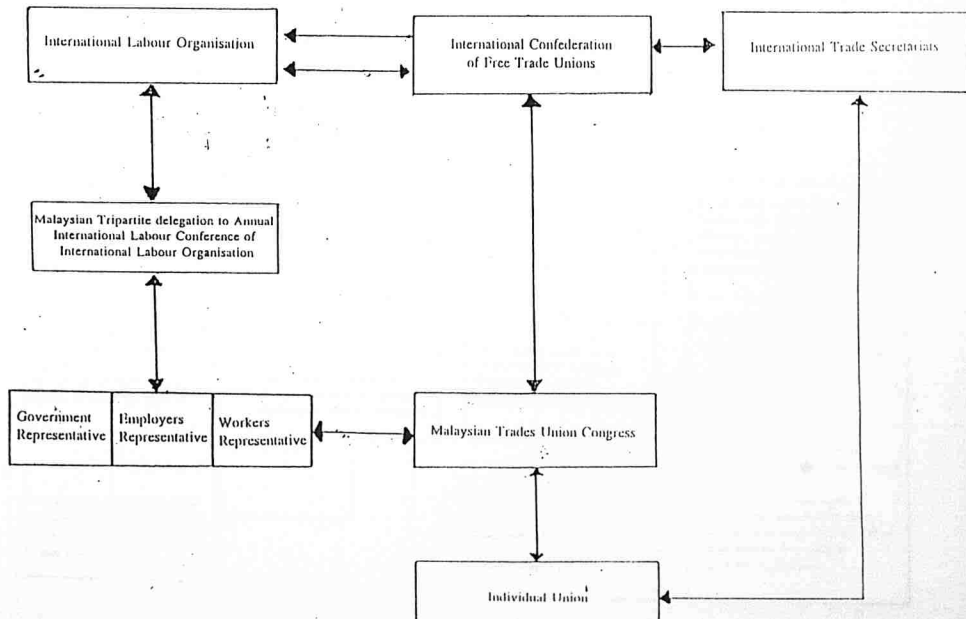 International Labour Organisation
International Confederation
of Free Trade Unions
International Trade Secretariats
Malaysian Tripartite delegation to Annual
International Labour Conference of
International Labour Organisation
Government
Representative
Employers
Representative
Workers
Representative
Malaysian Trades Union Congress
Individual Union